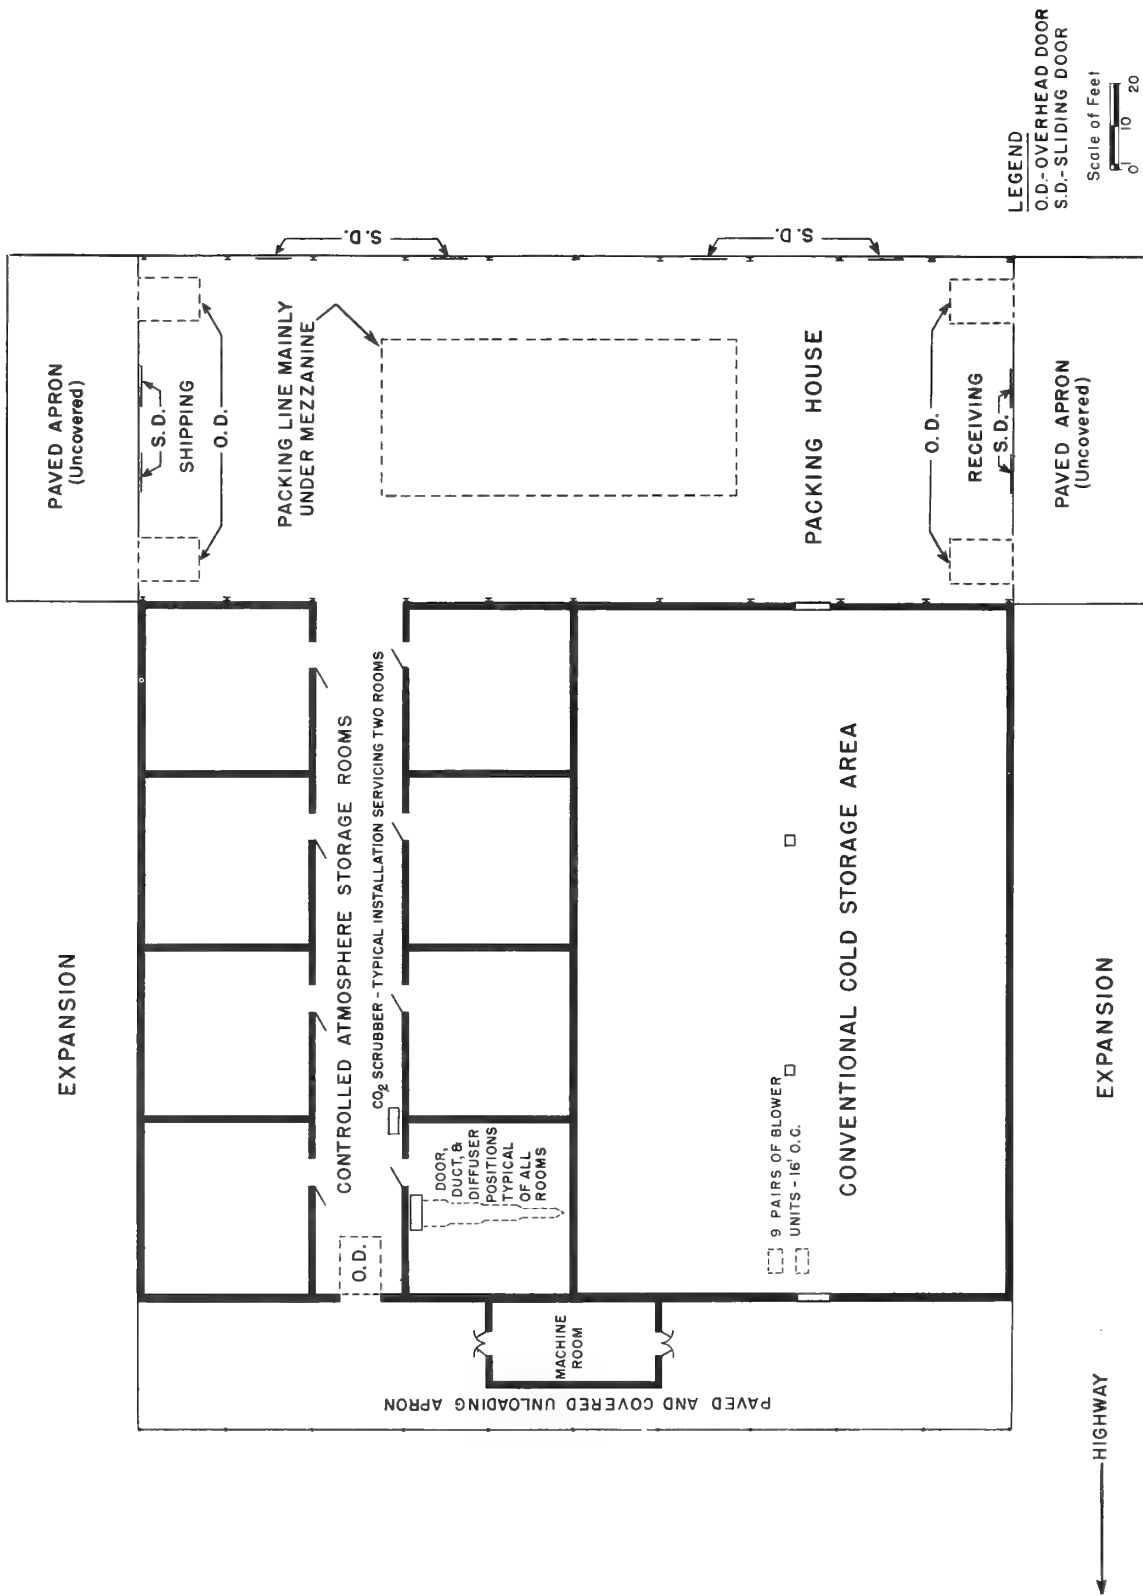 EXPANSION
PAVED APRON
(Uncovered)
S.D.
SHIPPING
O.D.
PACKING LINE MAINLY
UNDER MEZZANINE
S.D.
S.D.
CONTROLLED ATMOSPHERE STORAGE ROOMS
CO2 SCRUBBER - TYPICAL INSTALLATION SERVICING TWO ROOMS
O.D.
DOOR,
DUCT, &
DIFFUSER
POSITIONS
TYPICAL
OF ALL
ROOMS
MACHINE
ROOM
PAVED AND COVERED UNLOADING APRON
9 PAIRS OF BLOWER
UNITS - 16' O.C.
CONVENTIONAL COLD STORAGE AREA
PACKING HOUSE
O.D.
RECEIVING
S.D.
PAVED APRON
(Uncovered)
EXPANSION
HIGHWAY
LEGEND
O.D.-OVERHEAD DOOR
S.D.-SLIDING DOOR
Scale of Feet
0 10 20